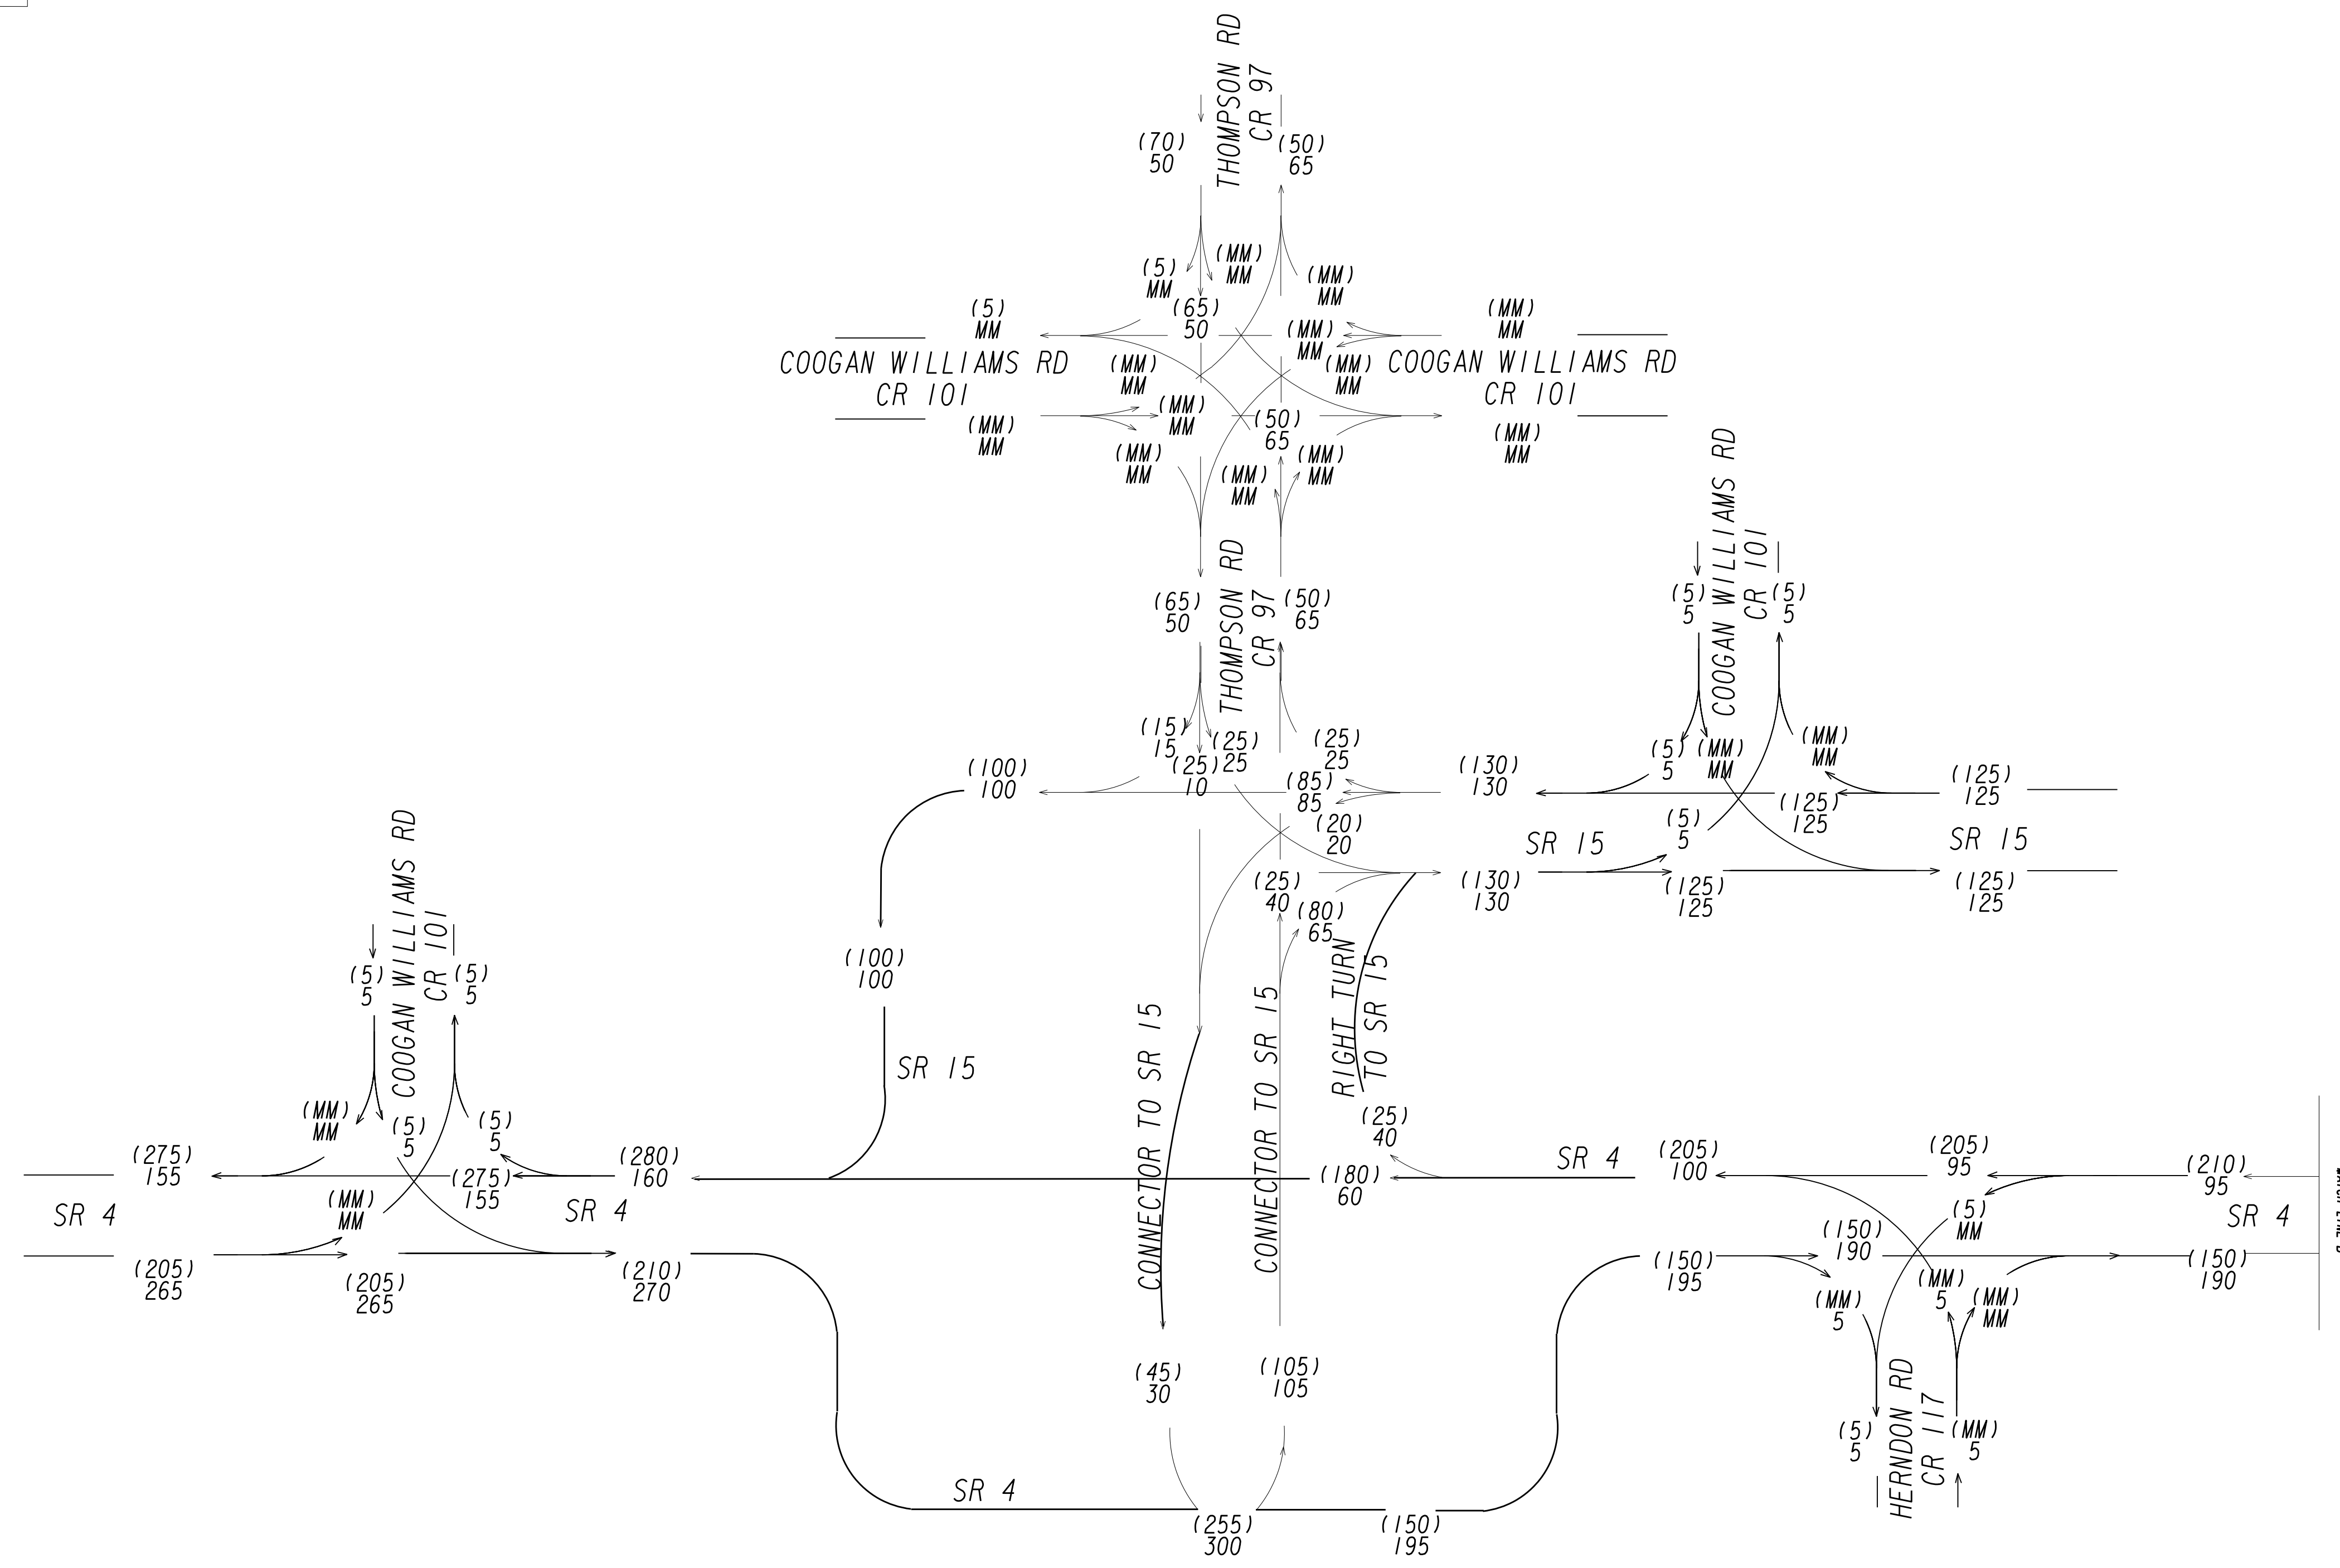 THOMPSON RD
CR 97
(70)
50
(50)
65
(5)
MM
(MM)
MM
(MM)
MM
(65)
50
(5)
MM
(MM)
MM
(MM)
MM
COOGAN WILLIAMS RD
CR 101
(MM)
MM
(MM)
MM
COOGAN WILLIAMS RD
CR 101
(MM)
MM
(MM)
MM
(50)
65
(MM)
MM
(MM)
MM
(MM)
MM
(MM)
MM
(MM)
MM
THOMPSON RD
CR 97
(65)
50
(50)
65
COOGAN WILLIAMS RD
CR 101
(5)
5
(5)
5
(15)
15
(25)
25
(25)
10
(25)
25
(100)
100
(85)
85
(20)
20
(130)
130
(5)
5
(MM)
MM
(MM)
MM
(125)
125
(125)
125
(5)
5
SR 15
SR 15
(25)
40
(80)
65
(130)
130
(125)
125
(125)
125
(100)
100
SR 15
COOGAN WILLIAMS RD
CR 101
(5)
5
(5)
5
CONNECTOR TO SR 15
CONNECTOR TO SR 15
RIGHT TURN
TO SR 15
(MM)
MM
(5)
5
(5)
5
(25)
40
(275)
155
(275)
155
(280)
160
(180)
60
SR 4
(205)
100
(205)
95
(210)
95
SR 4
(MM)
MM
SR 4
(5)
MM
SR 4
(205)
265
(205)
265
(210)
270
(150)
195
(150)
190
(150)
190
(MM)
5
(MM)
5
(MM)
MM
(45)
30
(105)
105
HERNDON RD
CR 117
(5)
5
(MM)
5
SR 4
(255)
300
(150)
195